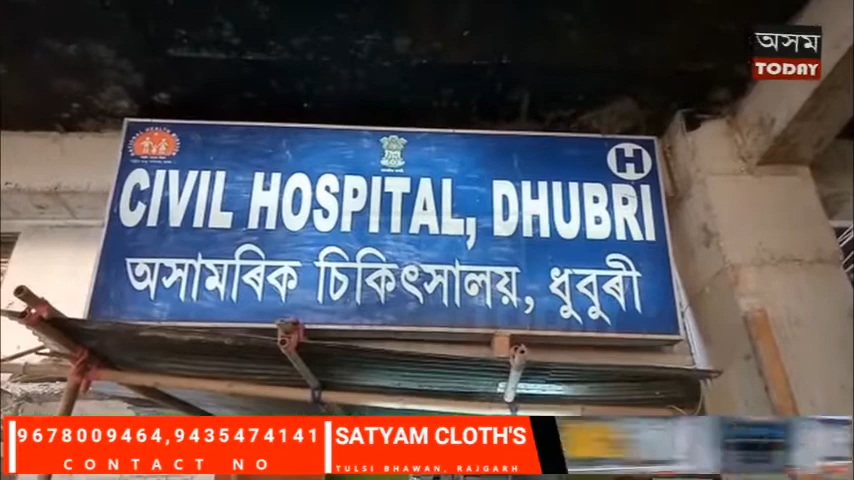 অসম
TODAY
CIVIL HOSPITAL, DHUBRI
H
অসামৰিক চিকিৎসালয়, ধুবুৰী
9678009464,9435474141
CONTACT NO
SATYAM CLOTH'S
TULSI BHAWAN, RAJGARH